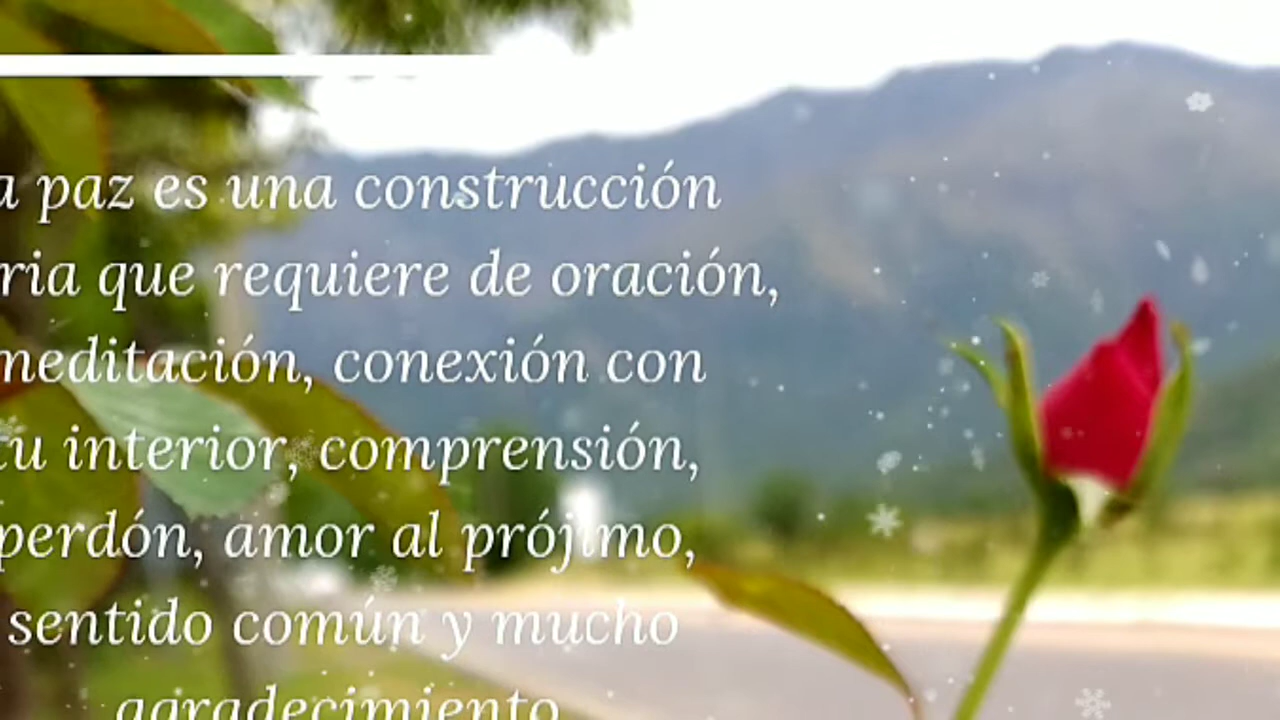 a paz es una construcción
ria que requiere de oración,
meditación, conexión con
tu interior, comprensión,
perdón, amor al prójimo,
sentido común y mucho
agradecimiento